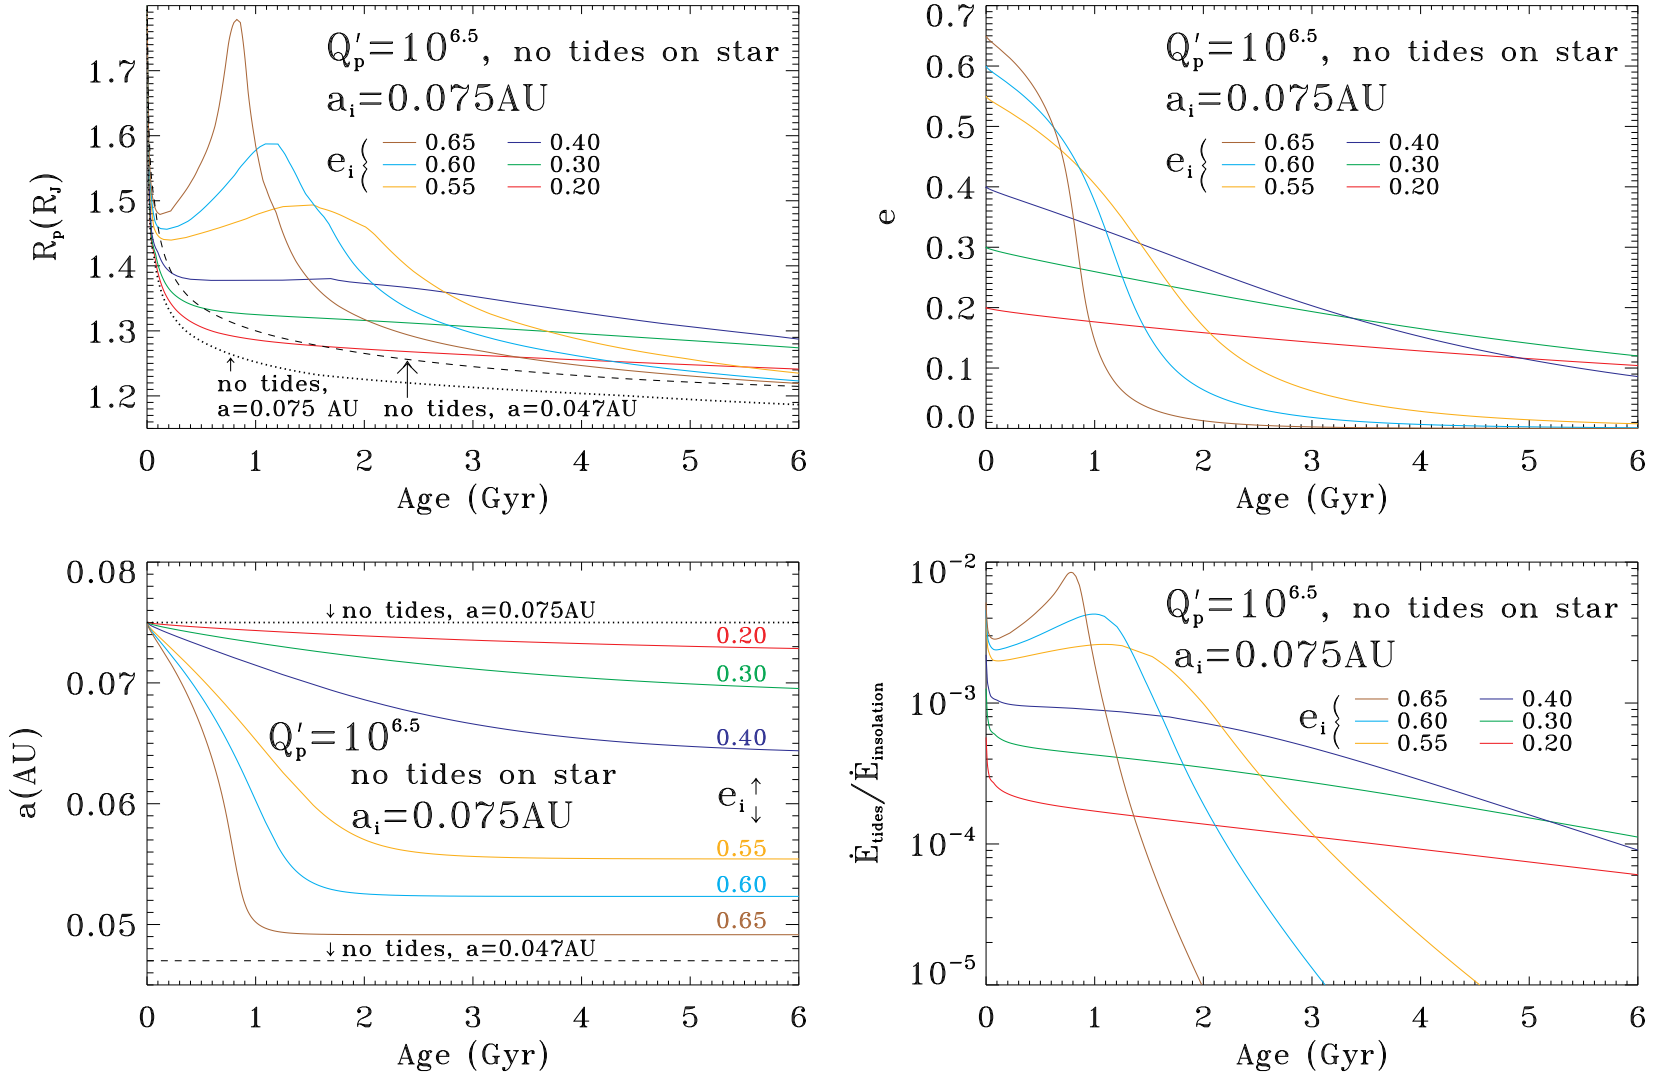 Q′p=10^6.5, no tides on star
ai=0.075AU
ei { 0.65 0.40
0.60 0.30
0.55 0.20
1.7
1.6
1.5
1.4
1.3
1.2
Rp(RJ)
no tides,
a=0.075 AU
no tides, a=0.047AU
0 1 2 3 4 5 6
Age (Gyr)
Q′p=10^6.5, no tides on star
ai=0.075AU
ei { 0.65 0.40
0.60 0.30
0.55 0.20
0.7
0.6
0.5
0.4
0.3
0.2
0.1
0.0
e
0 1 2 3 4 5 6
Age (Gyr)
0.08
0.07
0.06
0.05
a(AU)
↓ no tides, a=0.075AU
0.20
0.30
0.40
Q′p=10^6.5
no tides on star
ai=0.075AU
ei ↑↓
0.55
0.60
0.65
↓ no tides, a=0.047AU
0 1 2 3 4 5 6
Age (Gyr)
10^-2
10^-3
10^-4
10^-5
Ėtides/Ėinsolation
Q′p=10^6.5, no tides on star
ai=0.075AU
ei { 0.65 0.40
0.60 0.30
0.55 0.20
0 1 2 3 4 5 6
Age (Gyr)